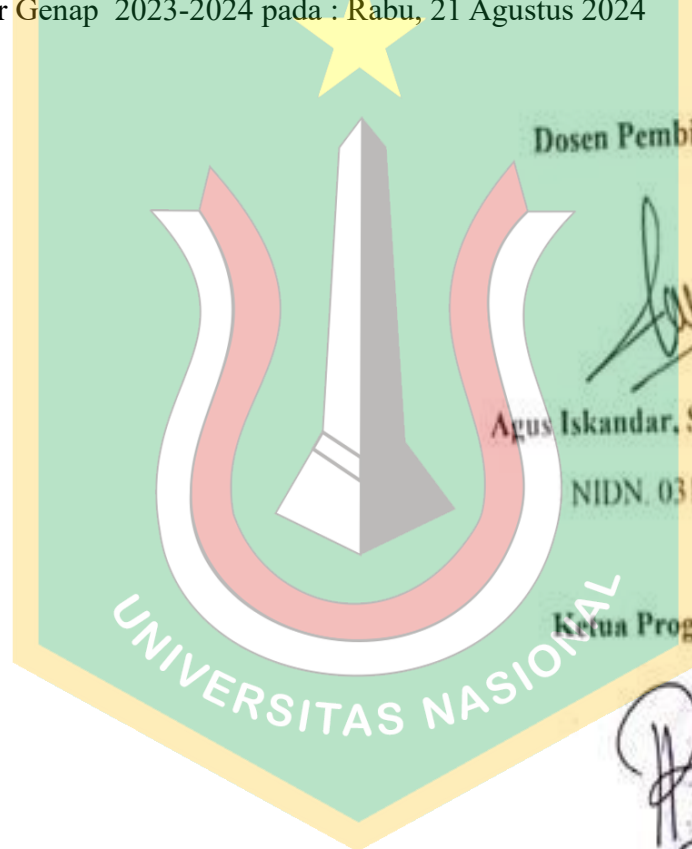 r Genap 2023-2024 pada : Rabu, 21 Agustus 2024
Dosen Pembi
Agus Iskandar, S
NIDN. 03
Ketua Prog
UNIVERSITAS NASIONAL